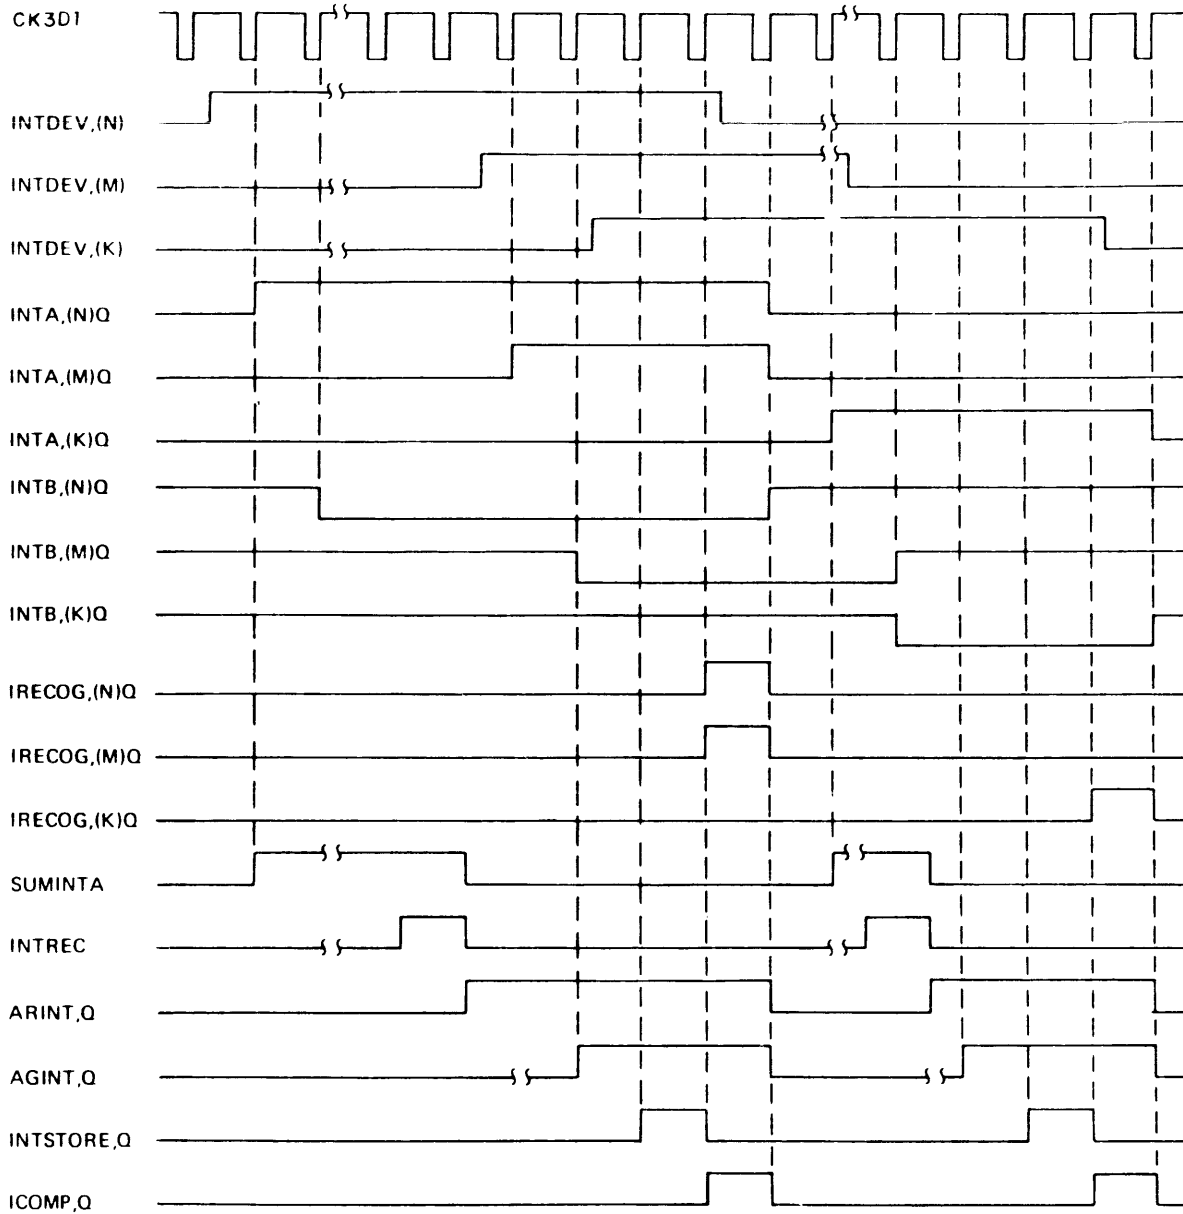 CK3D1
INTDEV,(N)
INTDEV,(M)
INTDEV,(K)
INTA,(N)Q
INTA,(M)Q
INTA,(K)Q
INTB,(N)Q
INTB,(M)Q
INTB,(K)Q
IRECOG,(N)Q
IRECOG,(M)Q
IRECOG,(K)Q
SUMINTA
INTREC
ARINT,Q
AGINT,Q
INTSTORE,Q
ICOMP,Q